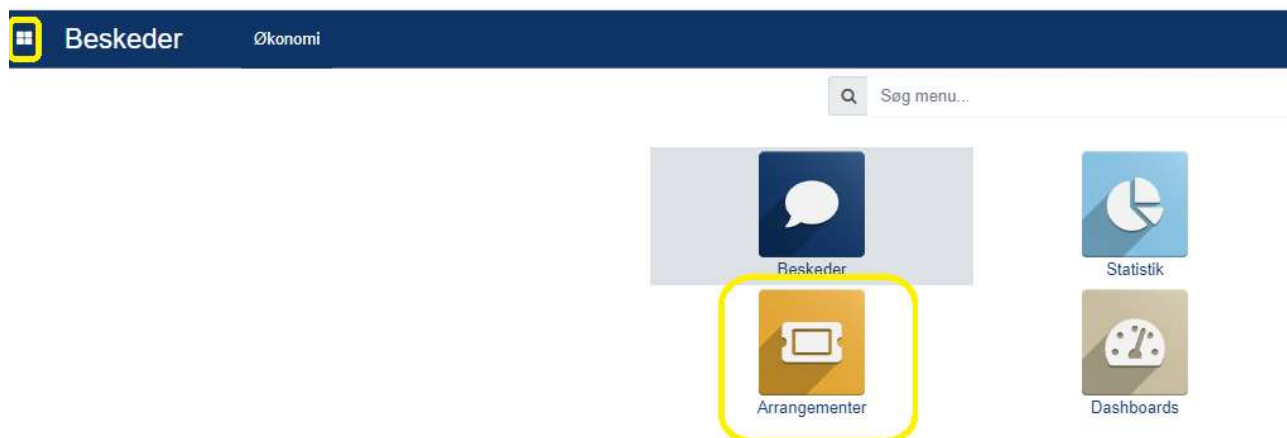 Beskeder Økonomi
Søg menu...
Beskeder Statistik
Arrangementer Dashboards